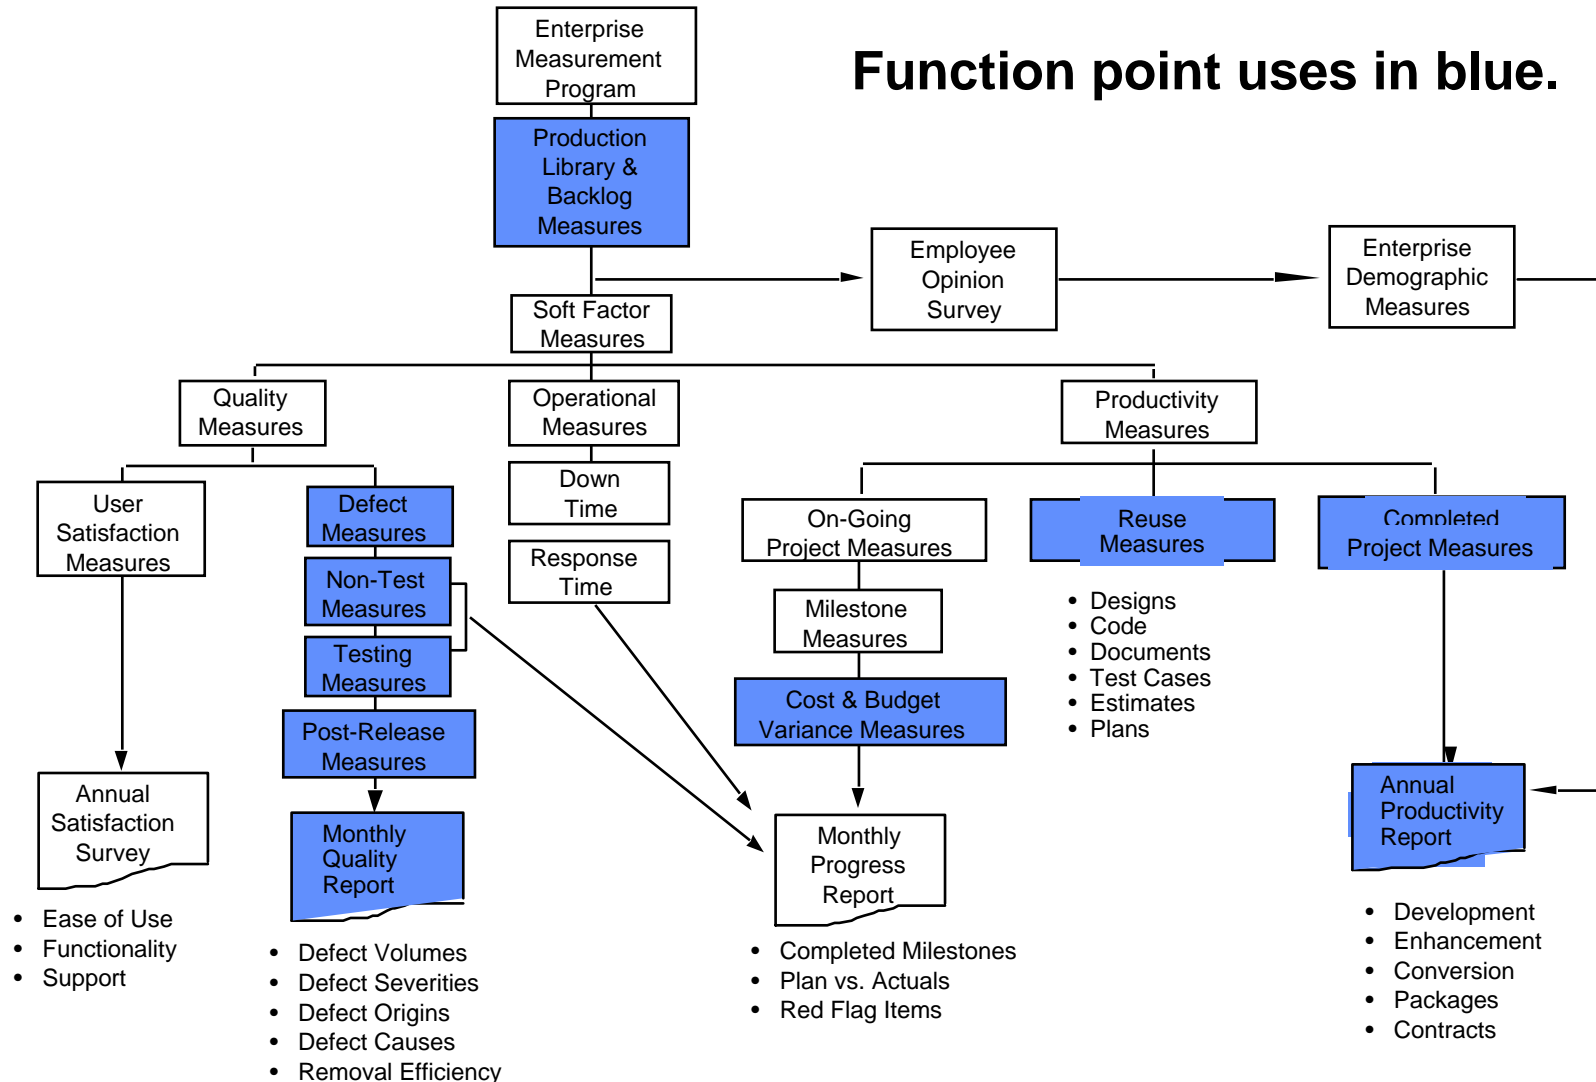 Enterprise
Measurement
Program
Function point uses in blue.
Production
Library &
Backlog
Measures
Employee
Opinion
Survey
Enterprise
Demographic
Measures
Soft Factor
Measures
Quality
Measures
Operational
Measures
Productivity
Measures
User
Satisfaction
Measures
Defect
Measures
Down
Time
On-Going
Project Measures
Reuse
Measures
Completed
Project Measures
Non-Test
Measures
Response
Time
Milestone
Measures
• Designs
• Code
• Documents
• Test Cases
• Estimates
• Plans
Testing
Measures
Cost & Budget
Variance Measures
Post-Release
Measures
Annual
Satisfaction
Survey
Monthly
Quality
Report
Monthly
Progress
Report
Annual
Productivity
Report
• Ease of Use
• Functionality
• Support
• Defect Volumes
• Defect Severities
• Defect Origins
• Defect Causes
• Removal Efficiency
• Completed Milestones
• Plan vs. Actuals
• Red Flag Items
• Development
• Enhancement
• Conversion
• Packages
• Contracts